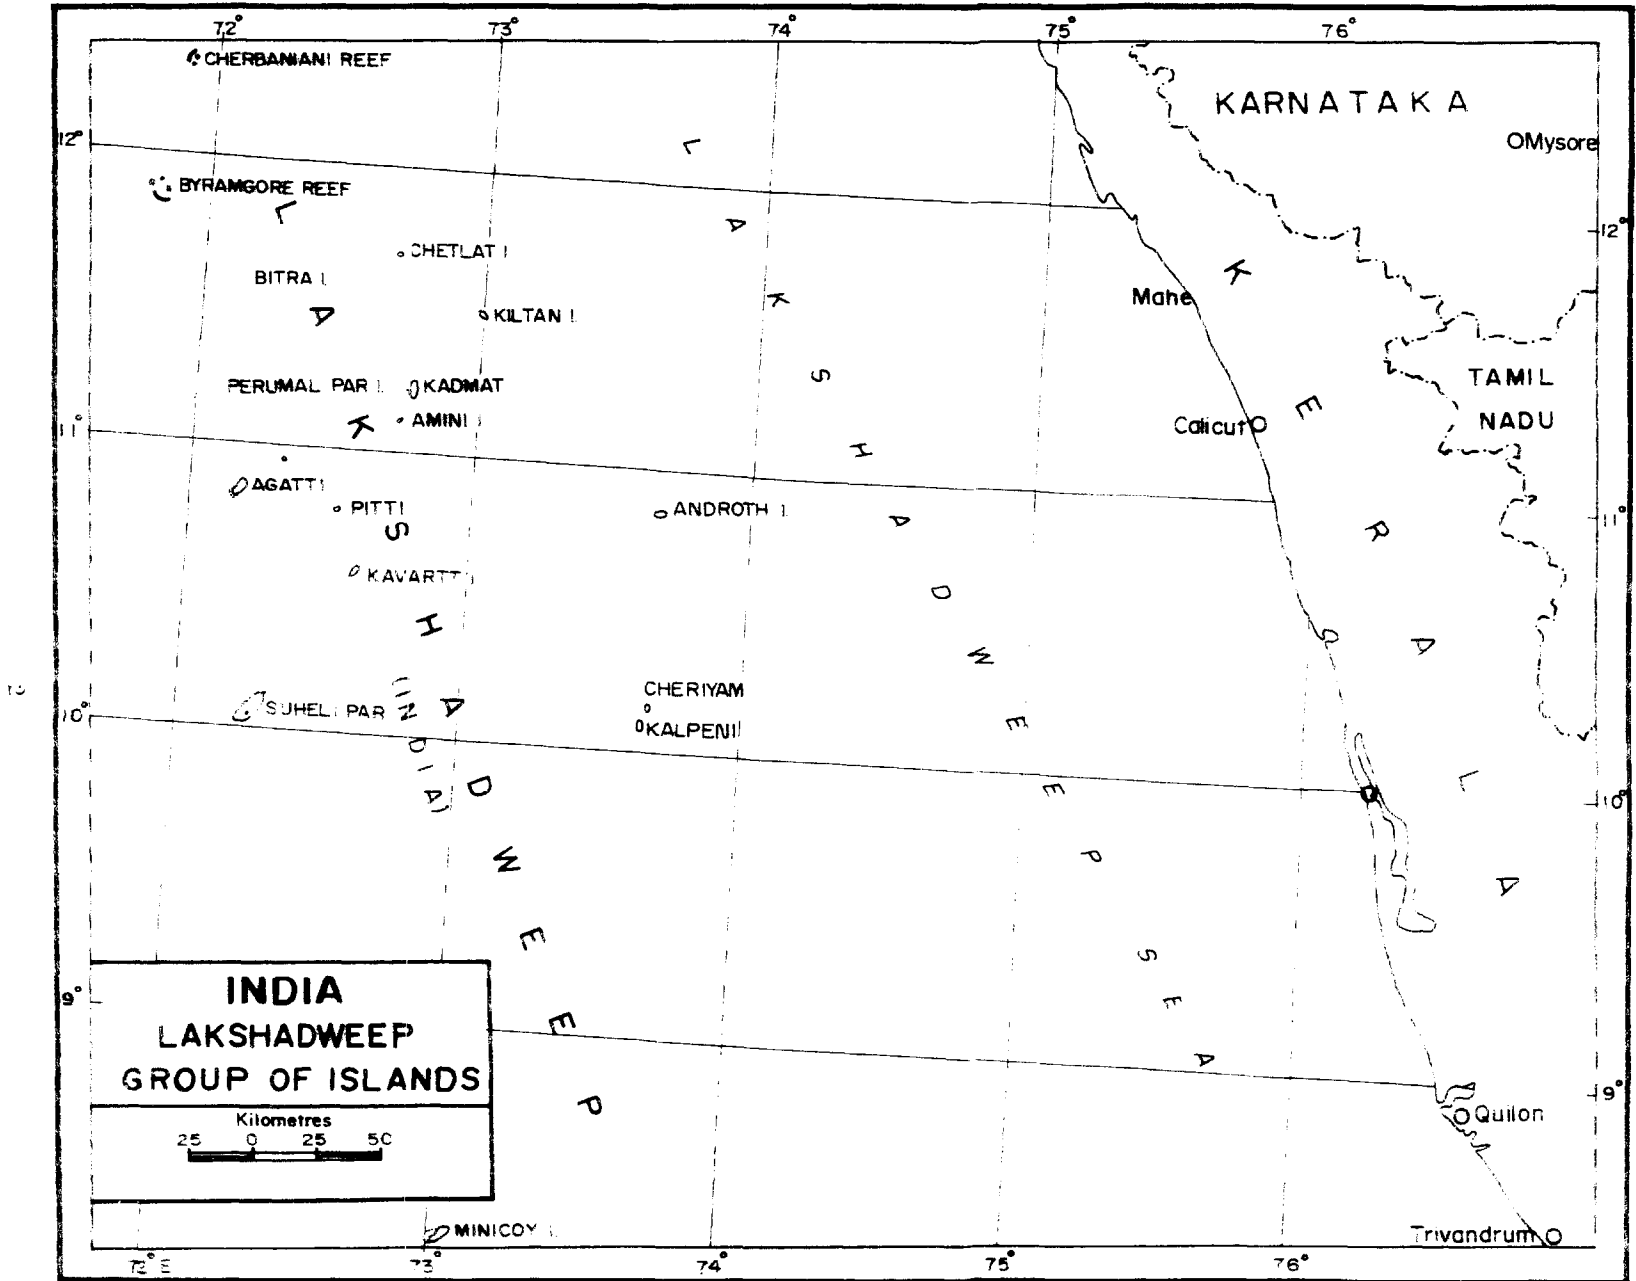 72° 73° 74° 75° 76°
CHERBANIANI REEF
KARNATAKA
OMysore
12°
BYRAMGORE REEF
12°
CHETLAT I
BITRA I.
Mahe
KILTAN I.
TAMIL
NADU
PERUMAL PAR I.
KADMAT
AMINI I
11°
Calicut
AGATTI
PITTI
ANDROTH I.
11°
KAVARTTI
LAKSHADWEEP
(INDIA)
LAKSHADWEEP SEA
KERALA
CHERIYAM
SUHELI PAR
KALPENI I
10°
10°
2
9°
INDIA
LAKSHADWEEP
GROUP OF ISLANDS
Kilometres
25 0 25 50
9°
Quilon
MINICOY I.
Trivandrum
72°E 73° 74° 75° 76°